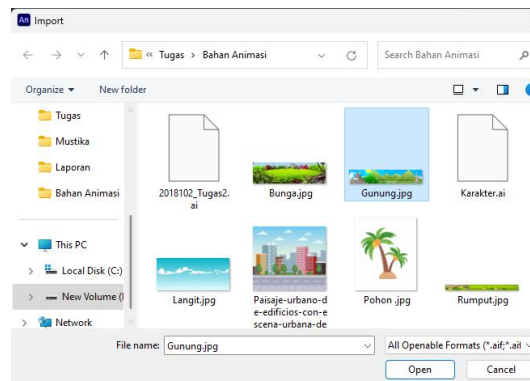 An Import
« Tugas › Bahan Animasi
Search Bahan Animasi
Organize
New folder
Tugas
Mustika
Laporan
Bahan Animasi
This PC
Local Disk (C:)
New Volume (
Network
2018102_Tugas2.
ai
Bunga.jpg
Gunung.jpg
Karakter.ai
Langit.jpg
Paisaje-urbano-d
e-edificios-con-e
scena-urbana-de
Pohon .jpg
Rumput.jpg
File name: Gunung.jpg
All Openable Formats (*.aif;*.ait
Open
Cancel